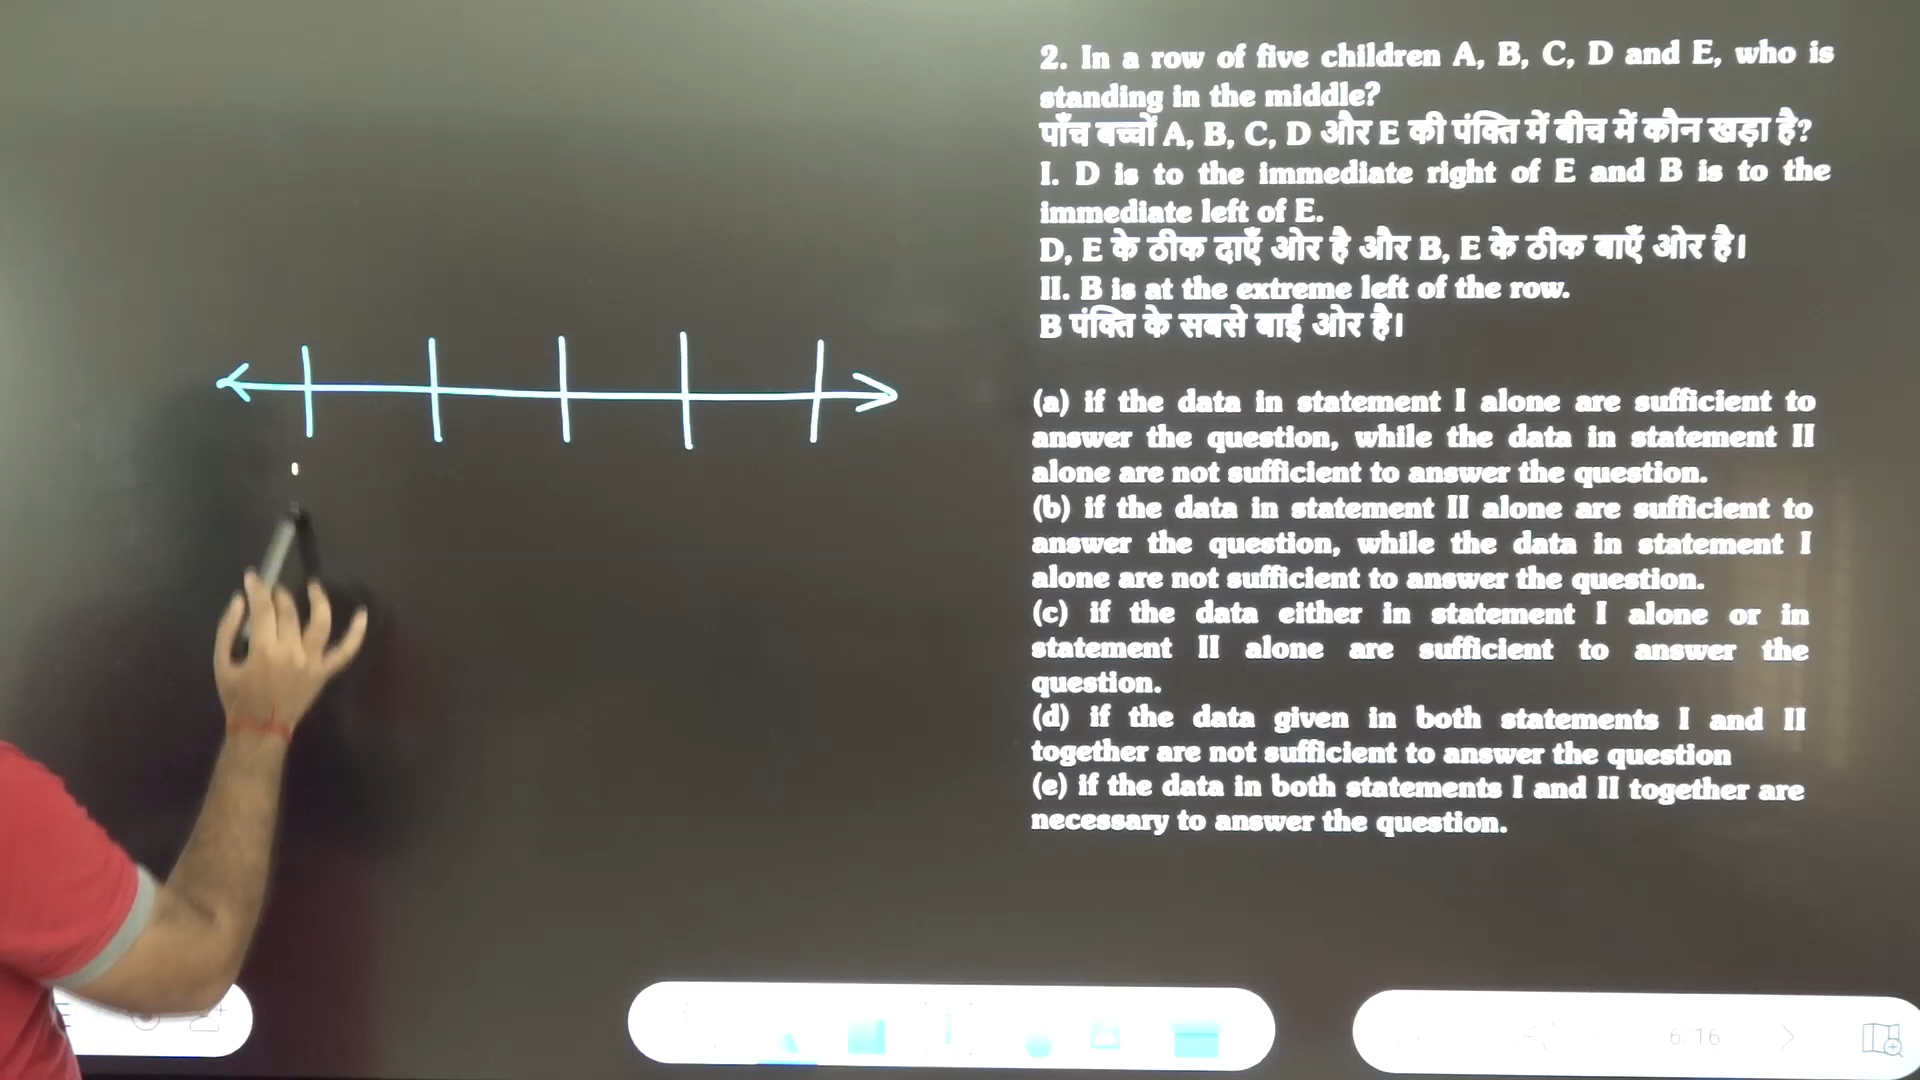 2. In a row of five children A, B, C, D and E, who is
standing in the middle?
पाँच बच्चों A, B, C, D और E की पंक्ति में बीच में कौन खड़ा है?
I. D is to the immediate right of E and B is to the
immediate left of E.
D, E के ठीक दाएँ ओर है और B, E के ठीक बाएँ ओर है।
II. B is at the extreme left of the row.
B पंक्ति के सबसे बाईं ओर है।
(a) if the data in statement I alone are sufficient to
answer the question, while the data in statement II
alone are not sufficient to answer the question.
(b) if the data in statement II alone are sufficient to
answer the question, while the data in statement I
alone are not sufficient to answer the question.
(c) if the data either in statement I alone or in
statement II alone are sufficient to answer the
question.
(d) if the data given in both statements I and II
together are not sufficient to answer the question
(e) if the data in both statements I and II together are
necessary to answer the question.
6/16